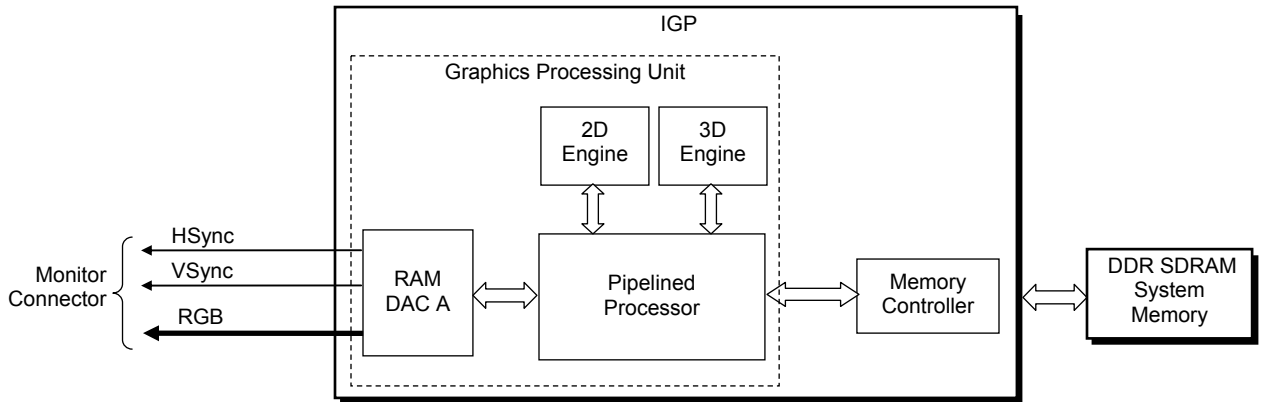 IGP
Graphics Processing Unit
2D
Engine
3D
Engine
HSync
VSync
RGB
Monitor
Connector
RAM
DAC A
Pipelined
Processor
Memory
Controller
DDR SDRAM
System
Memory